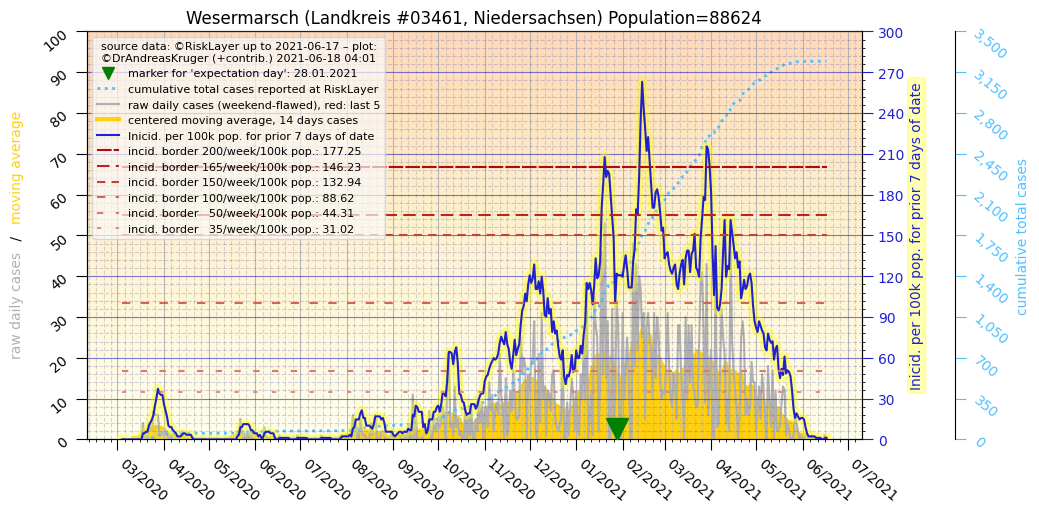 Wesermarsch (Landkreis #03461, Niedersachsen) Population=88624
source data: ©RiskLayer up to 2021-06-17 – plot:
©DrAndreasKruger (+contrib.) 2021-06-18 04:01
marker for 'expectation day': 28.01.2021
cumulative total cases reported at RiskLayer
raw daily cases (weekend-flawed), red: last 5
centered moving average, 14 days cases
Inicid. per 100k pop. for prior 7 days of date
incid. border 200/week/100k pop.: 177.25
incid. border 165/week/100k pop.: 146.23
incid. border 150/week/100k pop.: 132.94
incid. border 100/week/100k pop.: 88.62
incid. border   50/week/100k pop.: 44.31
incid. border   35/week/100k pop.: 31.02
raw daily cases / moving average
100
90
80
70
60
50
40
30
20
10
0
03/2020
04/2020
05/2020
06/2020
07/2020
08/2020
09/2020
10/2020
11/2020
12/2020
01/2021
02/2021
03/2021
04/2021
05/2021
06/2021
07/2021
300
270
240
210
180
150
120
90
60
30
0
Inicid. per 100k pop. for prior 7 days of date
3,500
3,150
2,800
2,450
2,100
1,750
1,400
1,050
700
350
0
cumulative total cases